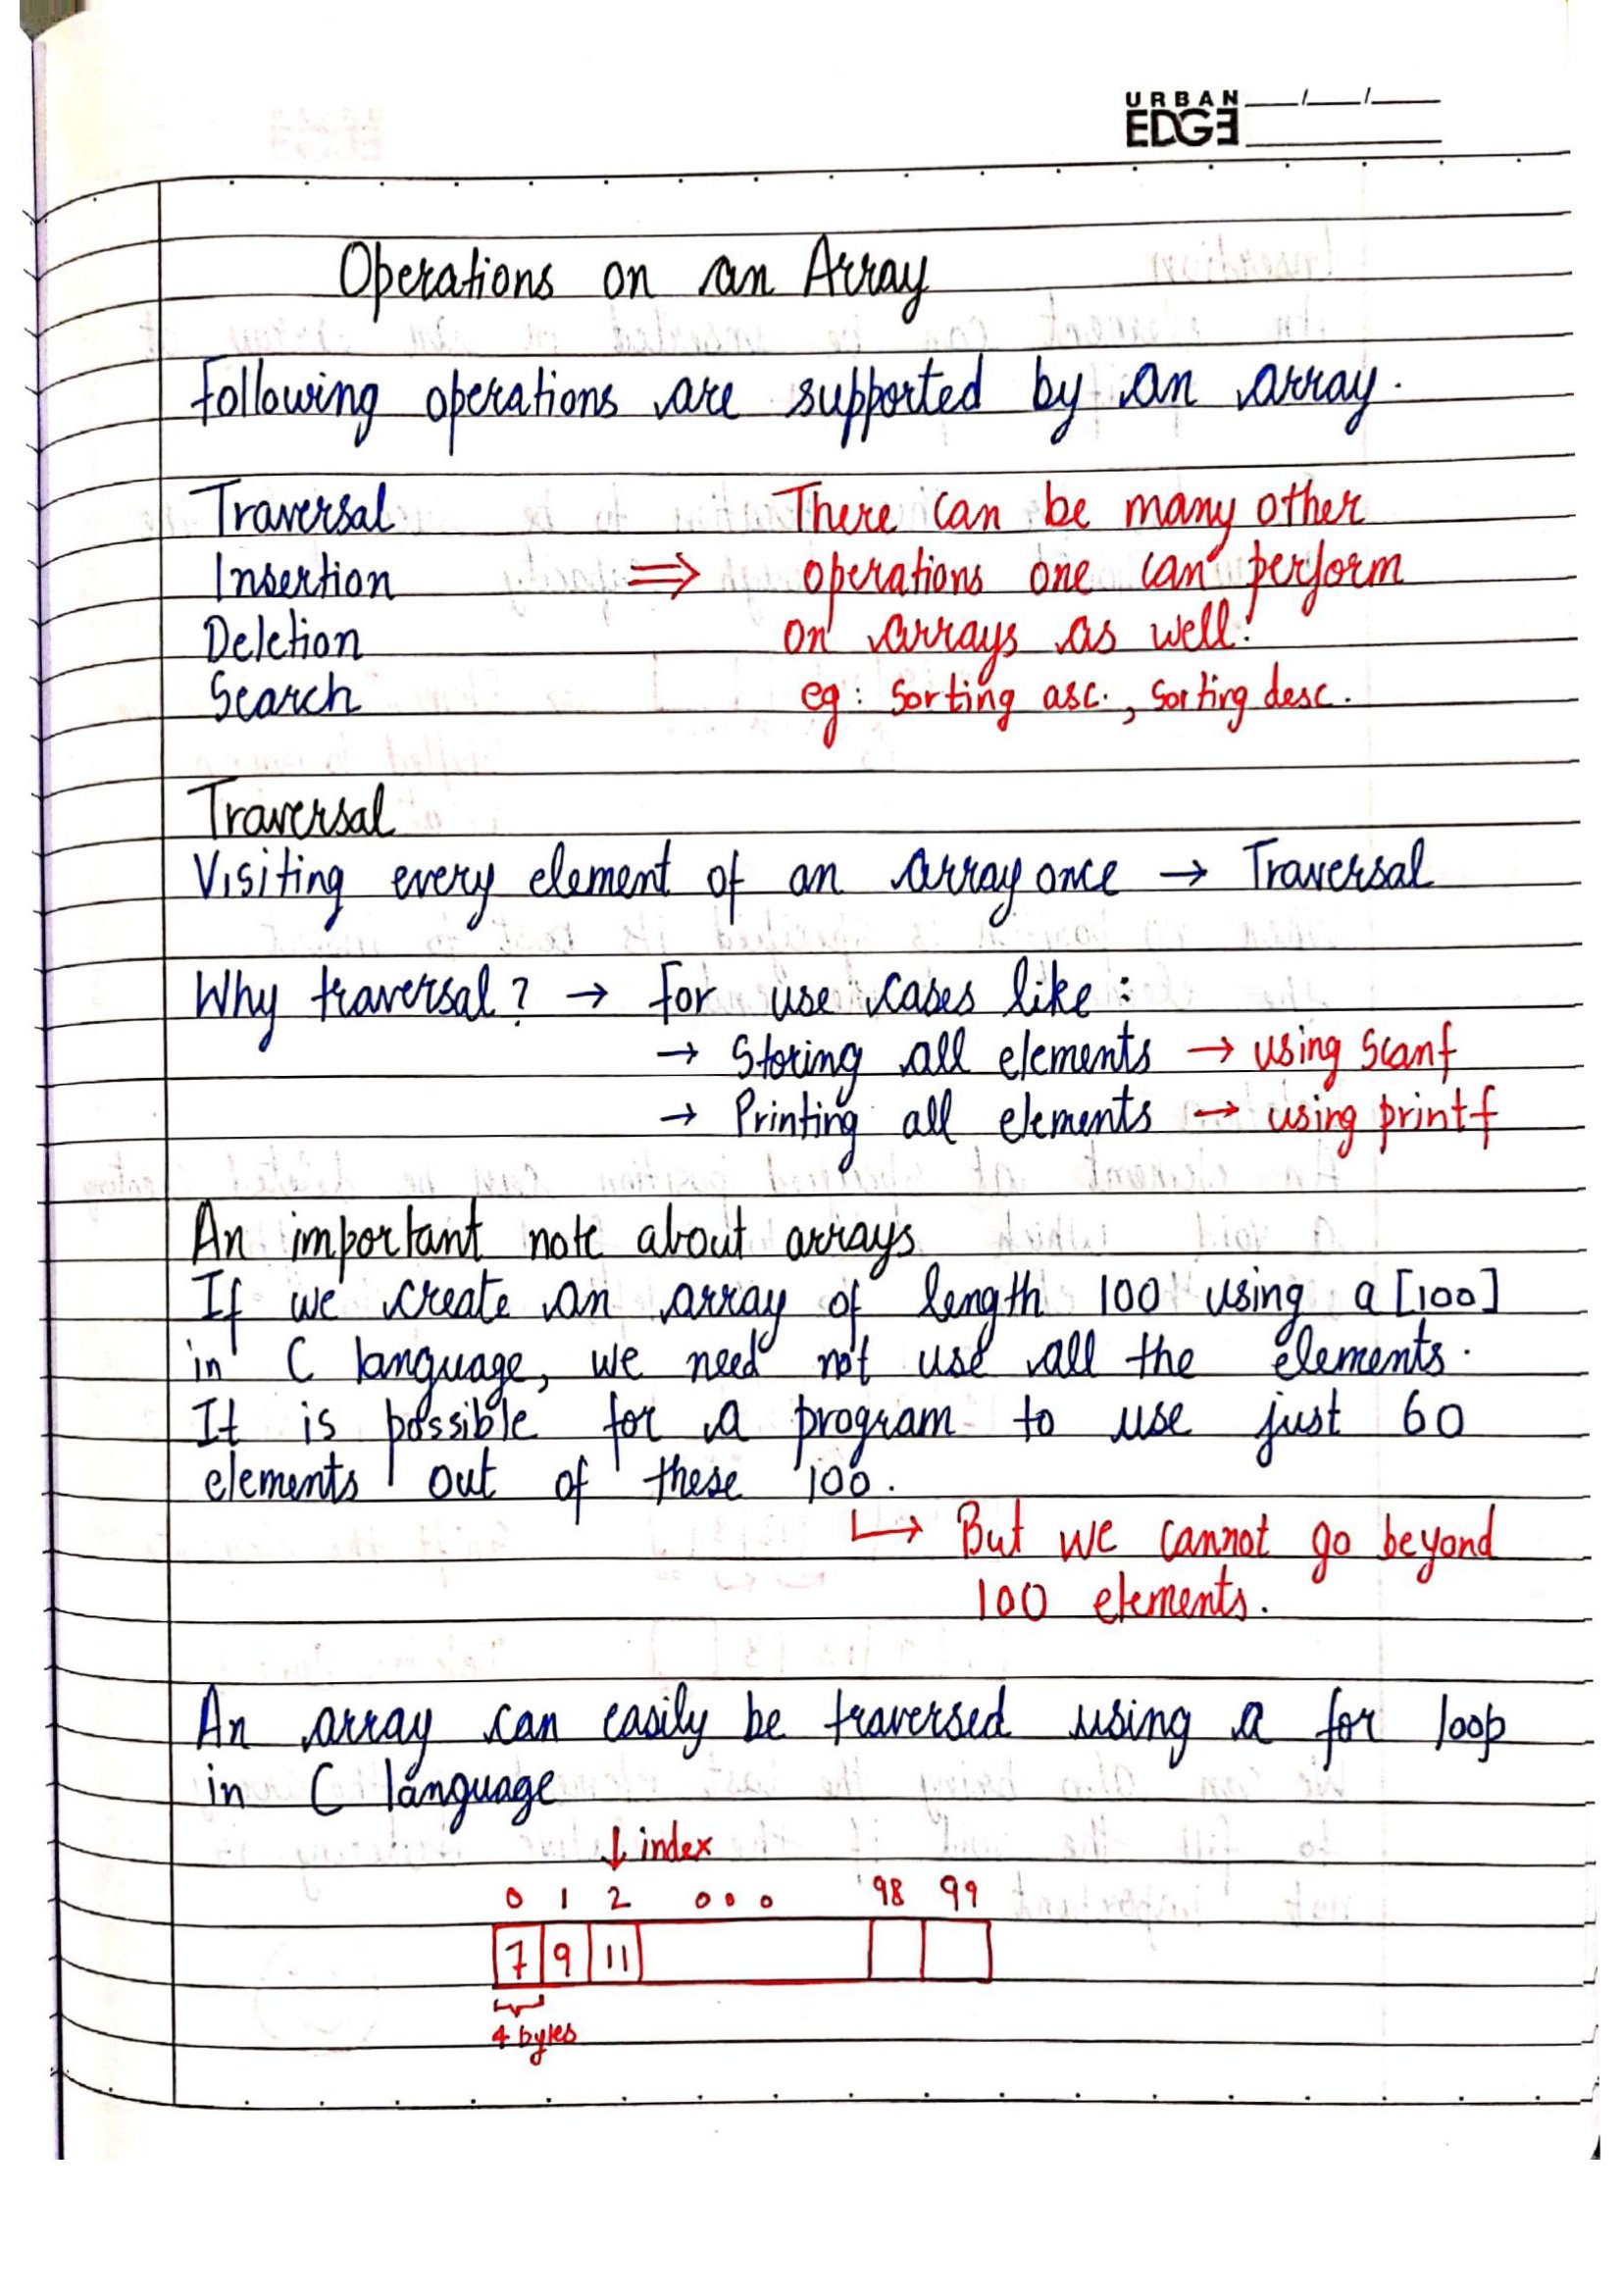 URBAN
EDGE
Operations on an Array
Following operations are supported by an array.
Traversal
Insertion
Deletion
Search
⇒ There can be many other
operations one can perform
on arrays as well.
eg: Sorting asc., Sorting desc.
Traversal
Visiting every element of an array once → Traversal
Why traversal? → For use cases like:
→ Storing all elements → using scanf
→ Printing all elements → using printf
An important note about arrays
If we create an array of length 100 using a[100]
in C language, we need not use all the elements.
It is possible for a program to use just 60
elements out of these 100.
↳ But we cannot go beyond
100 elements.
An array can easily be traversed using a for loop
in C language
↓ index
0 1 2 ... 98 99
7 9 11
4 bytes